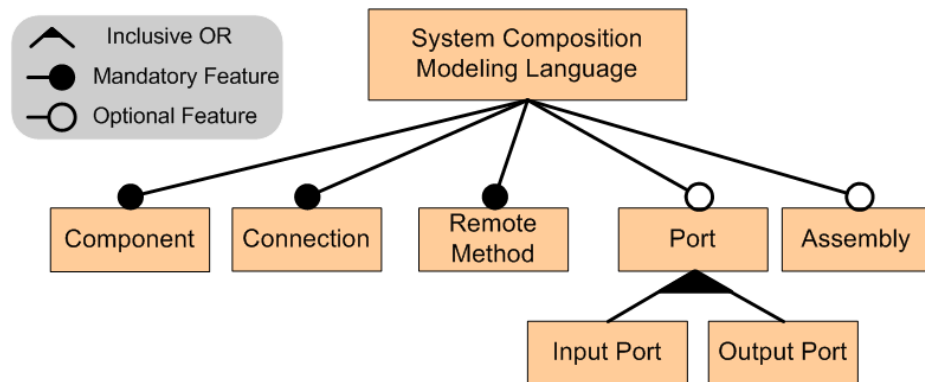 Inclusive OR
Mandatory Feature
Optional Feature
System Composition
Modeling Language
Component
Connection
Remote
Method
Port
Assembly
Input Port
Output Port